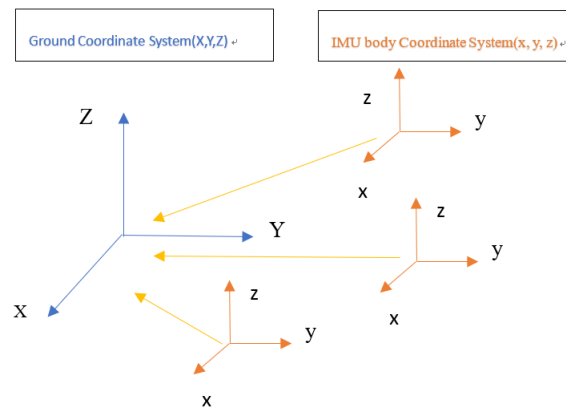 Ground Coordinate System(X,Y,Z)
IMU body Coordinate System(x, y, z)
Z
z
y
x
Y
z
y
x
X
z
y
x